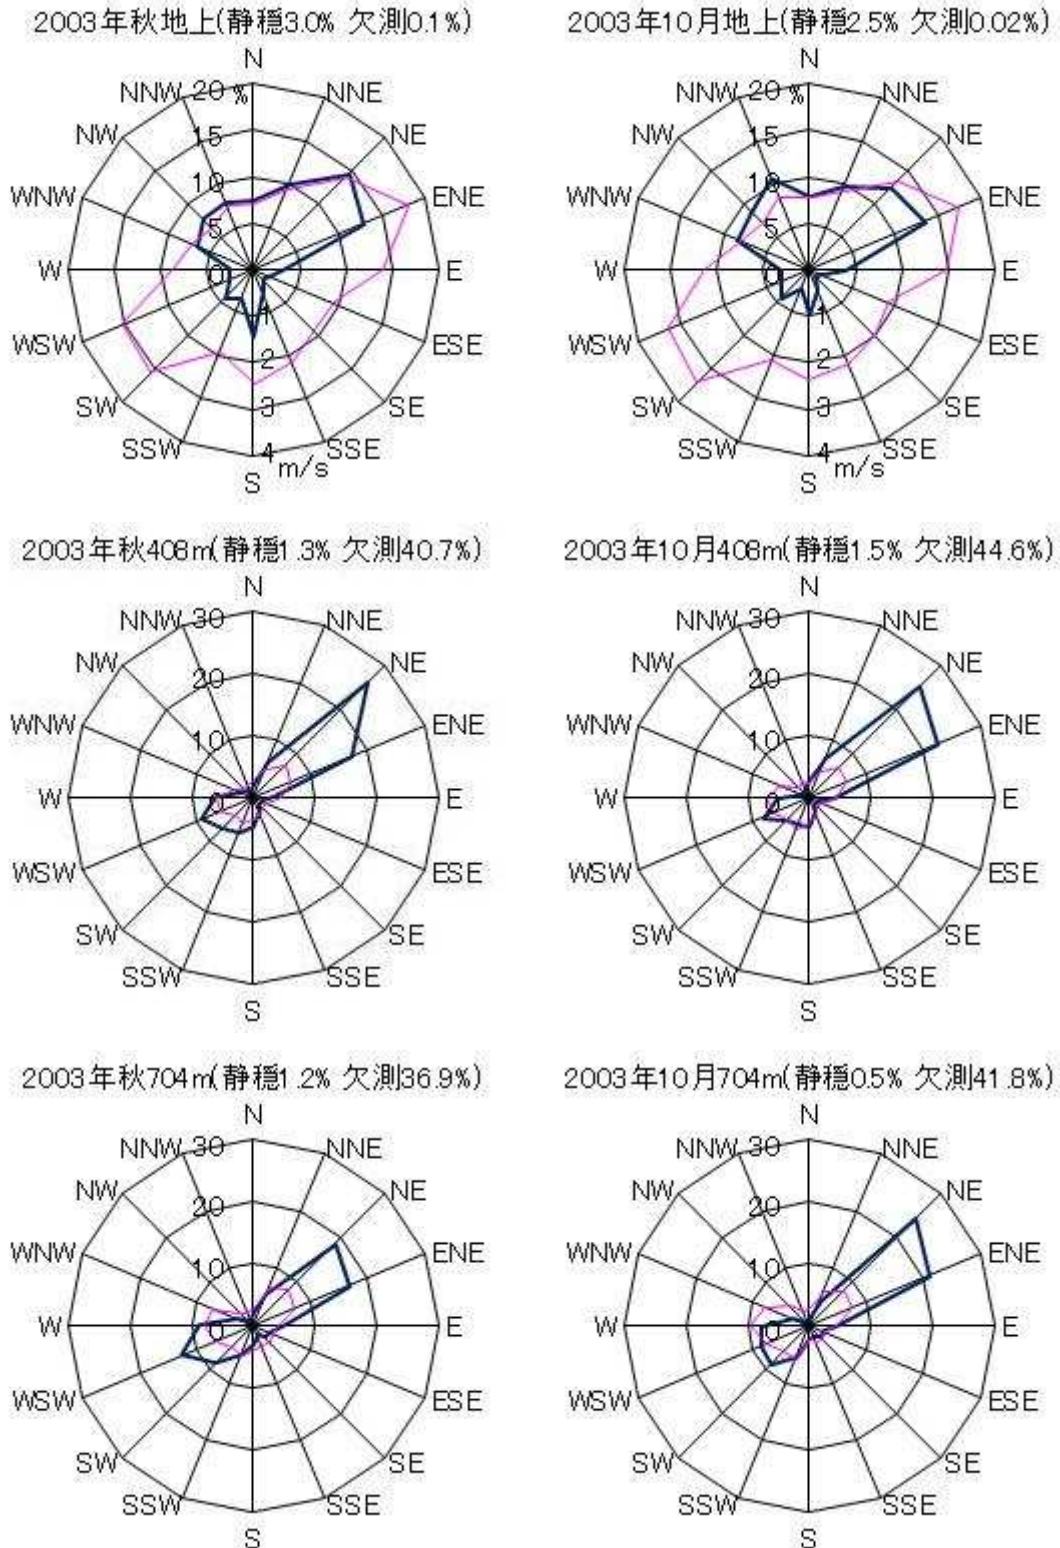 2003年秋地上(静穏3.0% 欠測0.1%)
N
NNW 20 % NNE
NW 15 NE
WNW 10 ENE
5
W 0 E
1
WSW 2 ESE
SW 3 SE
SSW 4 m/s SSE
S
2003年10月地上(静穏2.5% 欠測0.02%)
N
NNW 20 % NNE
NW 15 NE
WNW 10 ENE
5
W 0 E
1
WSW 2 ESE
SW 3 SE
SSW 4 m/s SSE
S
2003年秋408m(静穏1.3% 欠測40.7%)
N
NNW 30 NNE
NW 20 NE
WNW 10 ENE
W 0 E
WSW ESE
SW SE
SSW SSE
S
2003年10月408m(静穏1.5% 欠測44.6%)
N
NNW 30 NNE
NW 20 NE
WNW 10 ENE
W 0 E
WSW ESE
SW SE
SSW SSE
S
2003年秋704m(静穏1.2% 欠測36.9%)
N
NNW 30 NNE
NW 20 NE
WNW 10 ENE
W 0 E
WSW ESE
SW SE
SSW SSE
S
2003年10月704m(静穏0.5% 欠測41.8%)
N
NNW 30 NNE
NW 20 NE
WNW 10 ENE
W 0 E
WSW ESE
SW SE
SSW SSE
S